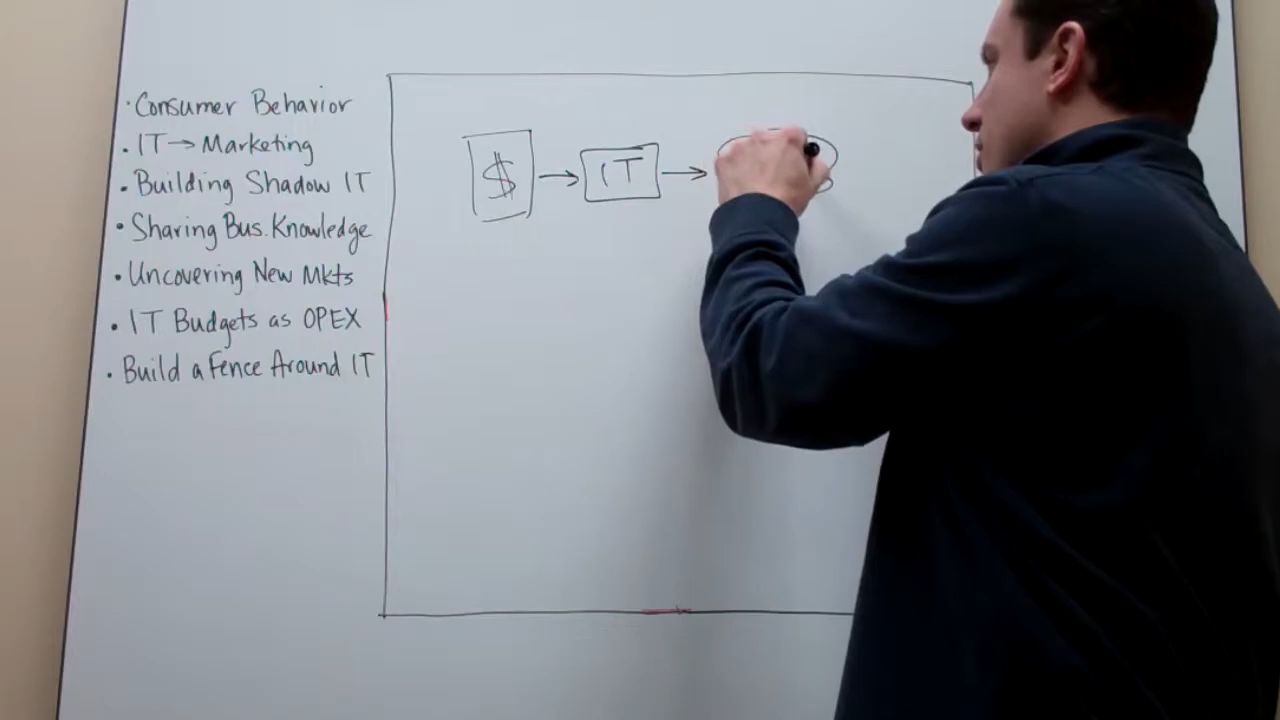 · Consumer Behavior
· IT → Marketing
· Building Shadow IT
· Sharing Bus. Knowledge
· Uncovering New Mkts
· IT Budgets as OPEX
· Build a Fence Around IT
$ → IT →